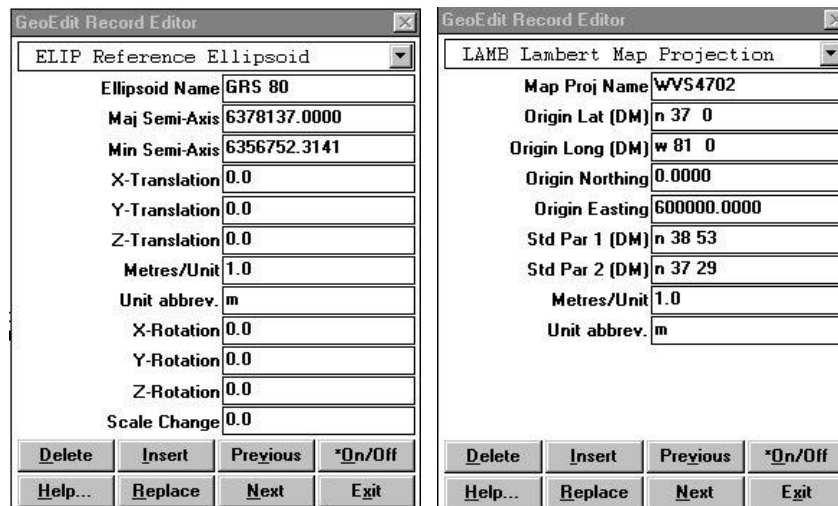 GeoEdit Record Editor
ELIP Reference Ellipsoid
Ellipsoid Name GRS 80
Maj Semi-Axis 6378137.0000
Min Semi-Axis 6356752.3141
X-Translation 0.0
Y-Translation 0.0
Z-Translation 0.0
Metres/Unit 1.0
Unit abbrev. m
X-Rotation 0.0
Y-Rotation 0.0
Z-Rotation 0.0
Scale Change 0.0
Delete Insert Previous *On/Off
Help... Replace Next Exit
GeoEdit Record Editor
LAMB Lambert Map Projection
Map Proj Name WVS4702
Origin Lat (DM) n 37 0
Origin Long (DM) w 81 0
Origin Northing 0.0000
Origin Easting 600000.0000
Std Par 1 (DM) n 38 53
Std Par 2 (DM) n 37 29
Metres/Unit 1.0
Unit abbrev. m
Delete Insert Previous *On/Off
Help... Replace Next Exit